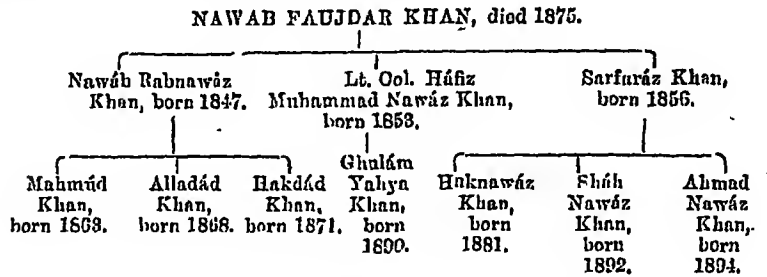 NAWAB FAUJDAR KHAN, died 1875.
Nawáb Rabnawáz
Khan, born 1847.
Lt. Col. Háfiz
Muhammad Nawáz Khan,
born 1853.
Sarfaráz Khan,
born 1856.
Mahmúd
Khan,
born 1863.
Alladád
Khan,
born 1868.
Hakdád
Khan,
born 1871.
Ghulám
Yahya
Khan,
born
1890.
Haknawáz
Khan,
born
1881.
Sháh
Nawáz
Khan,
born
1892.
Ahmad
Nawáz
Khan,
born
1894.